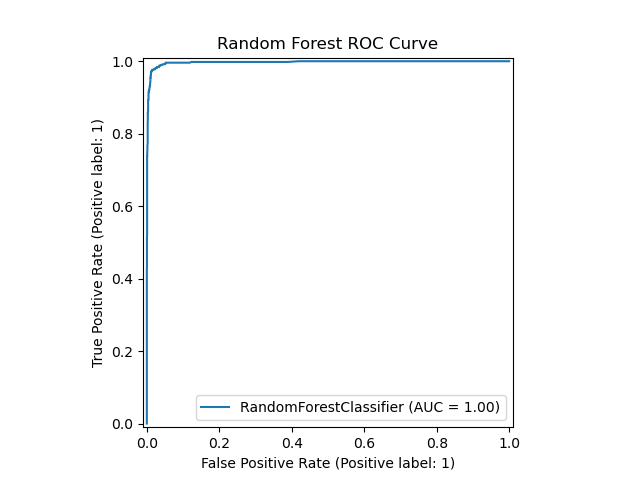 Random Forest ROC Curve
True Positive Rate (Positive label: 1)
1.0
0.8
0.6
0.4
0.2
0.0
RandomForestClassifier (AUC = 1.00)
0.0 0.2 0.4 0.6 0.8 1.0
False Positive Rate (Positive label: 1)